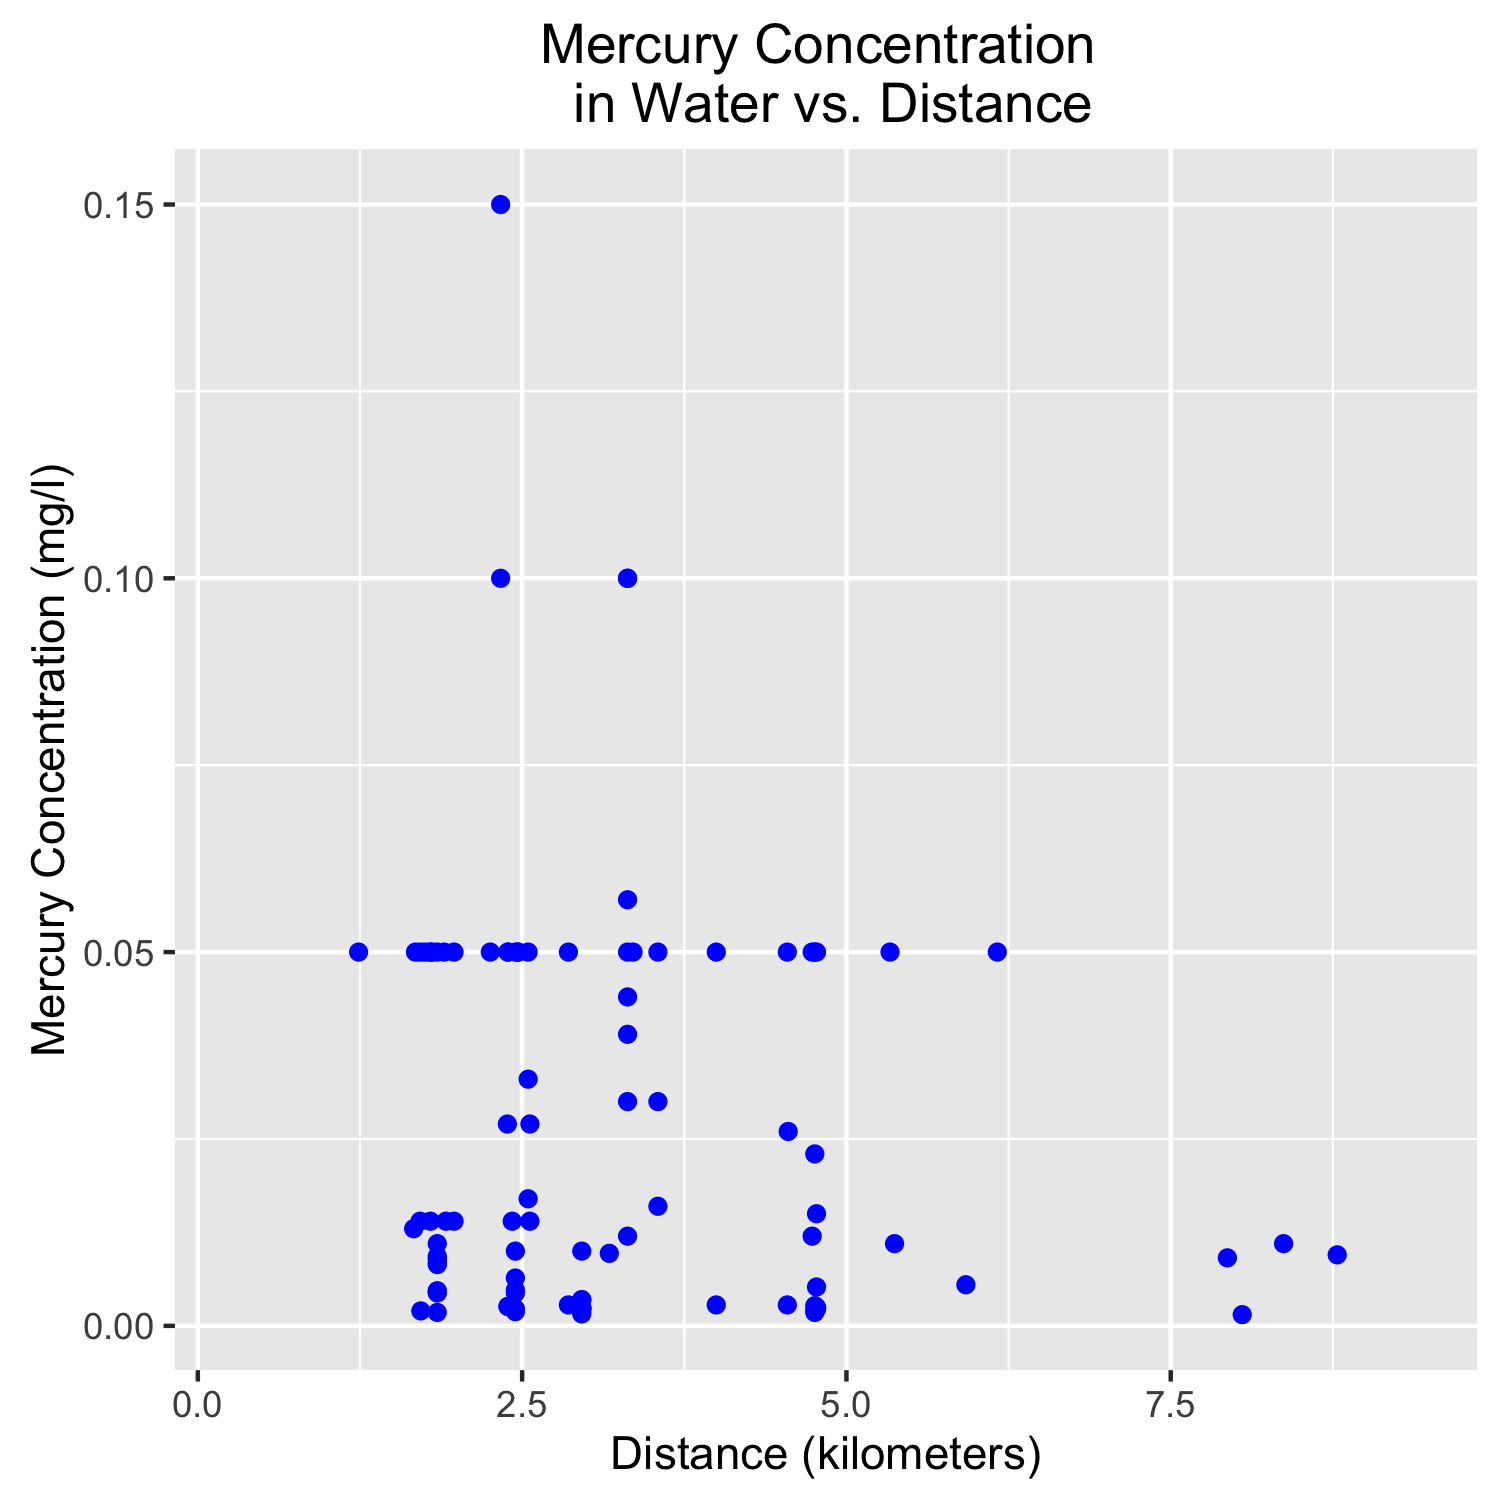 Mercury Concentration
in Water vs. Distance
Mercury Concentration (mg/l)
0.15
0.10
0.05
0.00
0.0 2.5 5.0 7.5
Distance (kilometers)